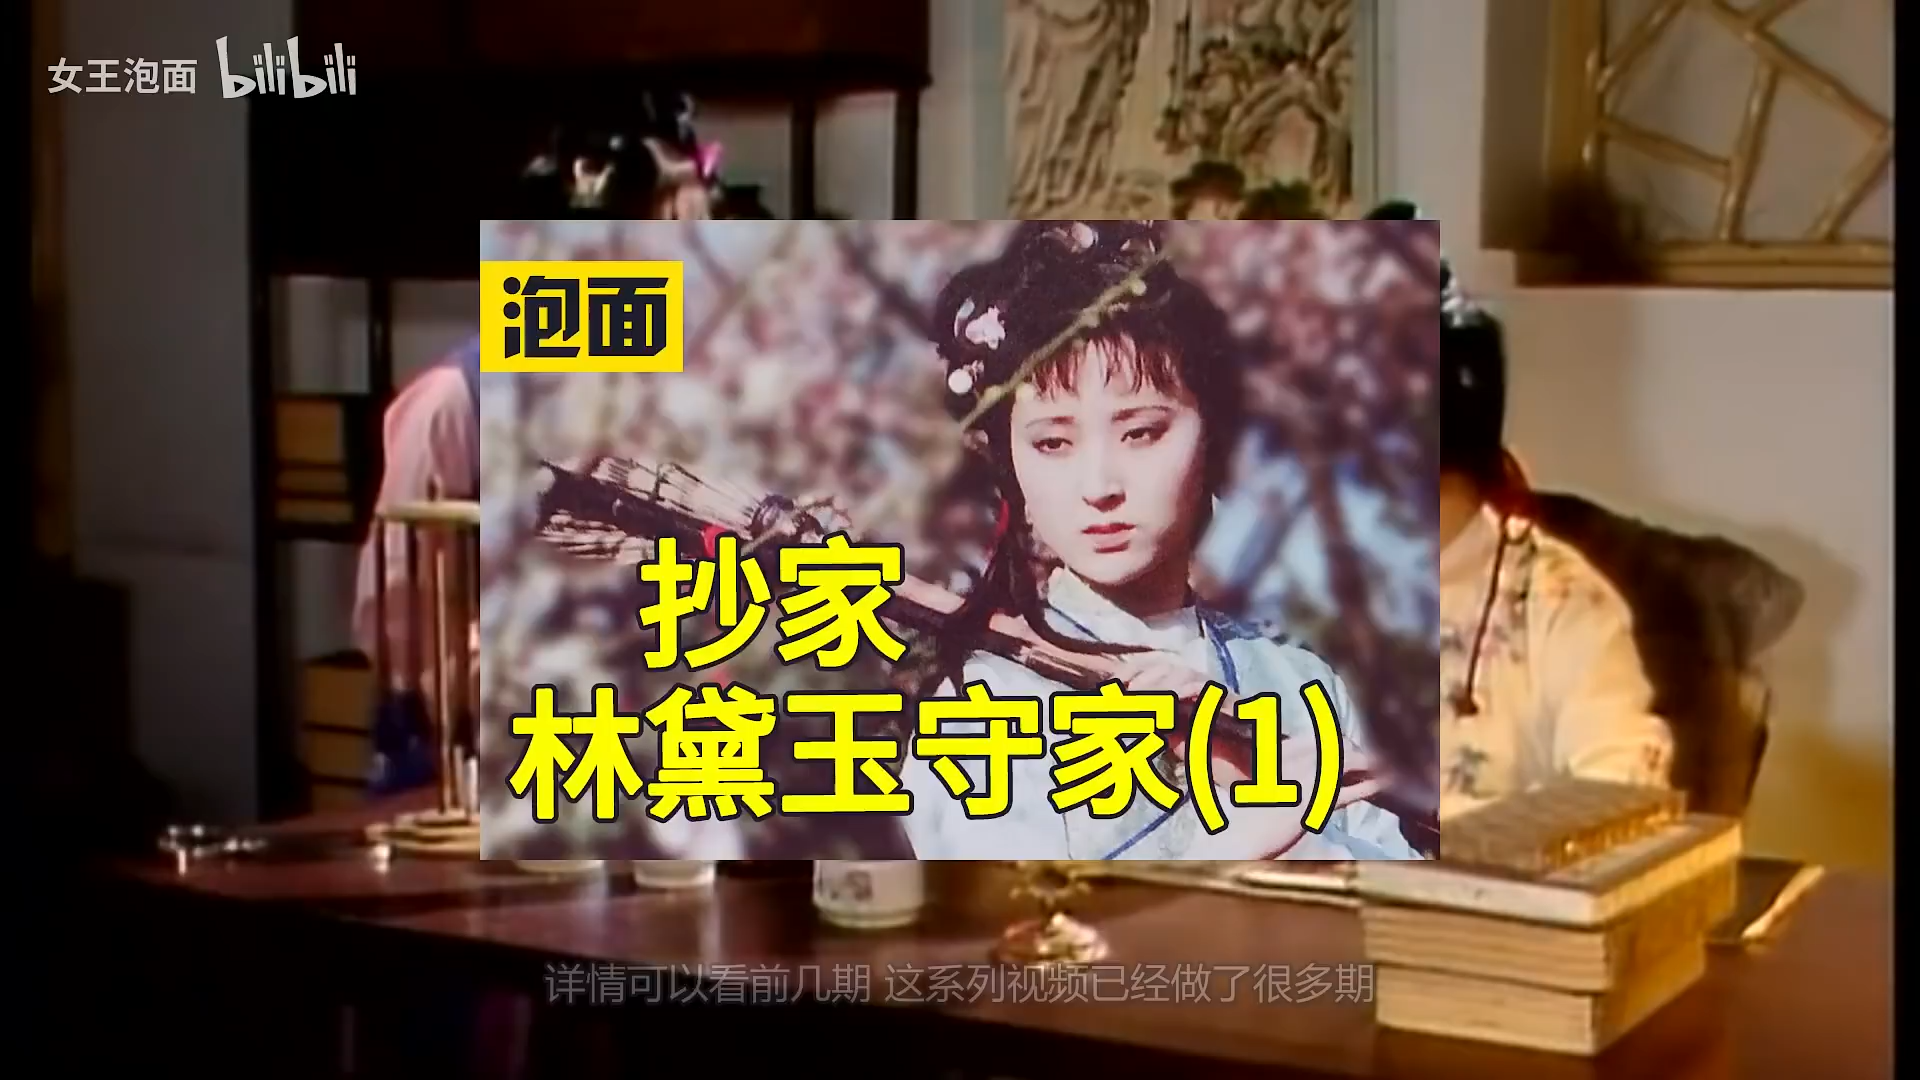 女王泡面 bilibili
泡面
抄家
林黛玉守家(1)
详情可以看前几期 这系列视频已经做了很多期